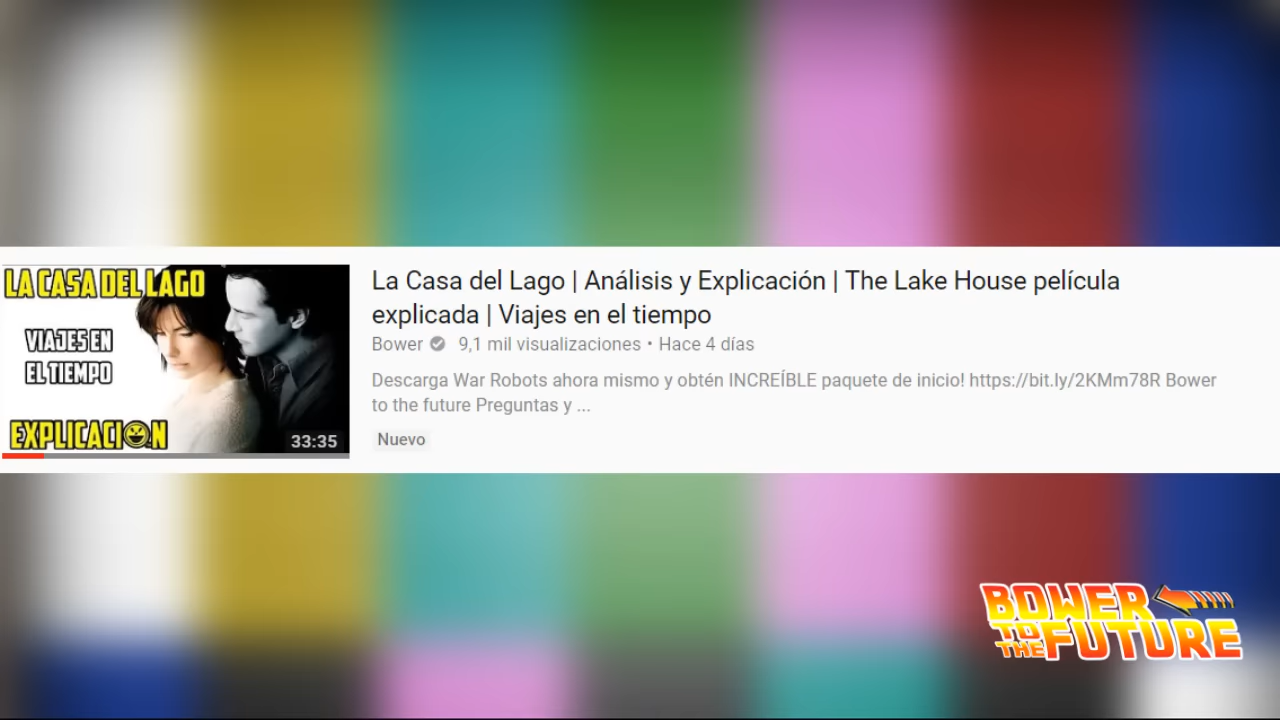 LA CASA DEL LAGO
VIAJES EN
EL TIEMPO
EXPLICACION
33:35
La Casa del Lago | Análisis y Explicación | The Lake House película
explicada | Viajes en el tiempo
Bower 9,1 mil visualizaciones • Hace 4 días
Descarga War Robots ahora mismo y obtén INCREÍBLE paquete de inicio! https://bit.ly/2KMm78R Bower
to the future Preguntas y ...
Nuevo
BOWER
TO THE FUTURE